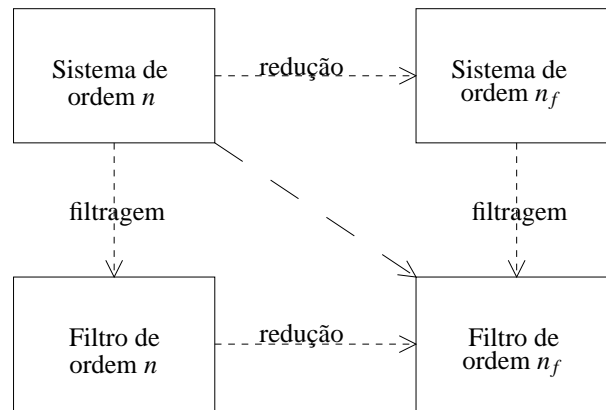 Sistema de
ordem n
redução
Sistema de
ordem n_f
filtragem
filtragem
Filtro de
ordem n
redução
Filtro de
ordem n_f